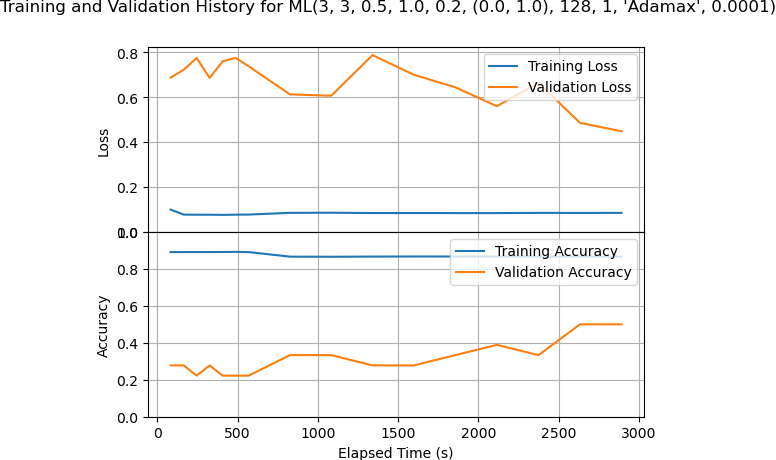 Training and Validation History for ML(3, 3, 0.5, 1.0, 0.2, (0.0, 1.0), 128, 1, 'Adamax', 0.0001)
0.8
0.6
0.4
0.2
0.0
Loss
Training Loss
Validation Loss
1.0
0.8
0.6
0.4
0.2
0.0
Accuracy
Training Accuracy
Validation Accuracy
0 500 1000 1500 2000 2500 3000
Elapsed Time (s)